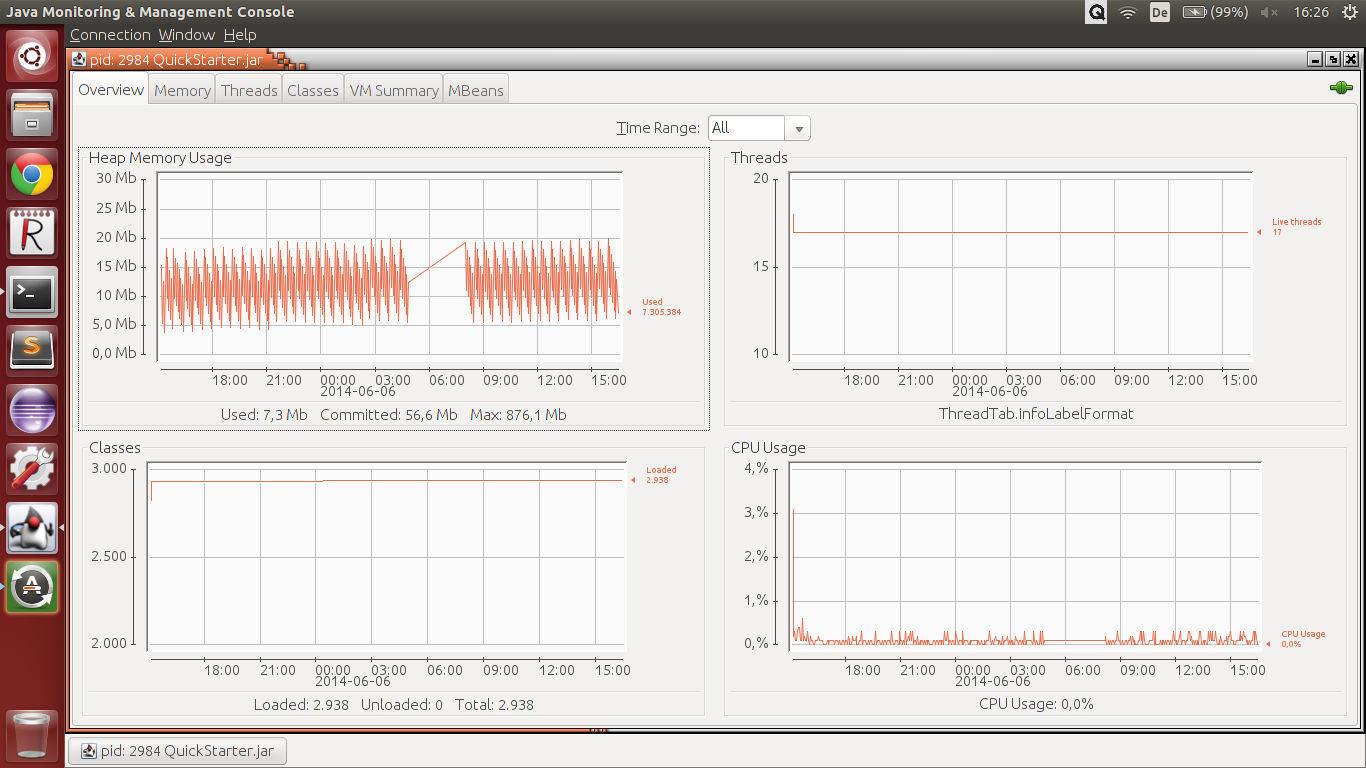 Java Monitoring & Management Console
Q De (99%) 16:26
Connection Window Help
pid: 2984 QuickStarter.jar
Overview Memory Threads Classes VM Summary MBeans
Time Range: All
Heap Memory Usage
30 Mb
25 Mb
20 Mb
15 Mb
10 Mb
5,0 Mb
0,0 Mb
Used
7.305.384
18:00 21:00 00:00 03:00 06:00 09:00 12:00 15:00
2014-06-06
Used: 7,3 Mb Committed: 56,6 Mb Max: 876,1 Mb
Threads
20
15
10
Live threads
17
18:00 21:00 00:00 03:00 06:00 09:00 12:00 15:00
2014-06-06
ThreadTab.infoLabelFormat
Classes
3.000
2.500
2.000
Loaded
2.938
18:00 21:00 00:00 03:00 06:00 09:00 12:00 15:00
2014-06-06
Loaded: 2.938 Unloaded: 0 Total: 2.938
CPU Usage
4,%
3,%
2,%
1,%
0,%
CPU Usage
0,0%
18:00 21:00 00:00 03:00 06:00 09:00 12:00 15:00
2014-06-06
CPU Usage: 0,0%
pid: 2984 QuickStarter.jar
R
>_
S
A